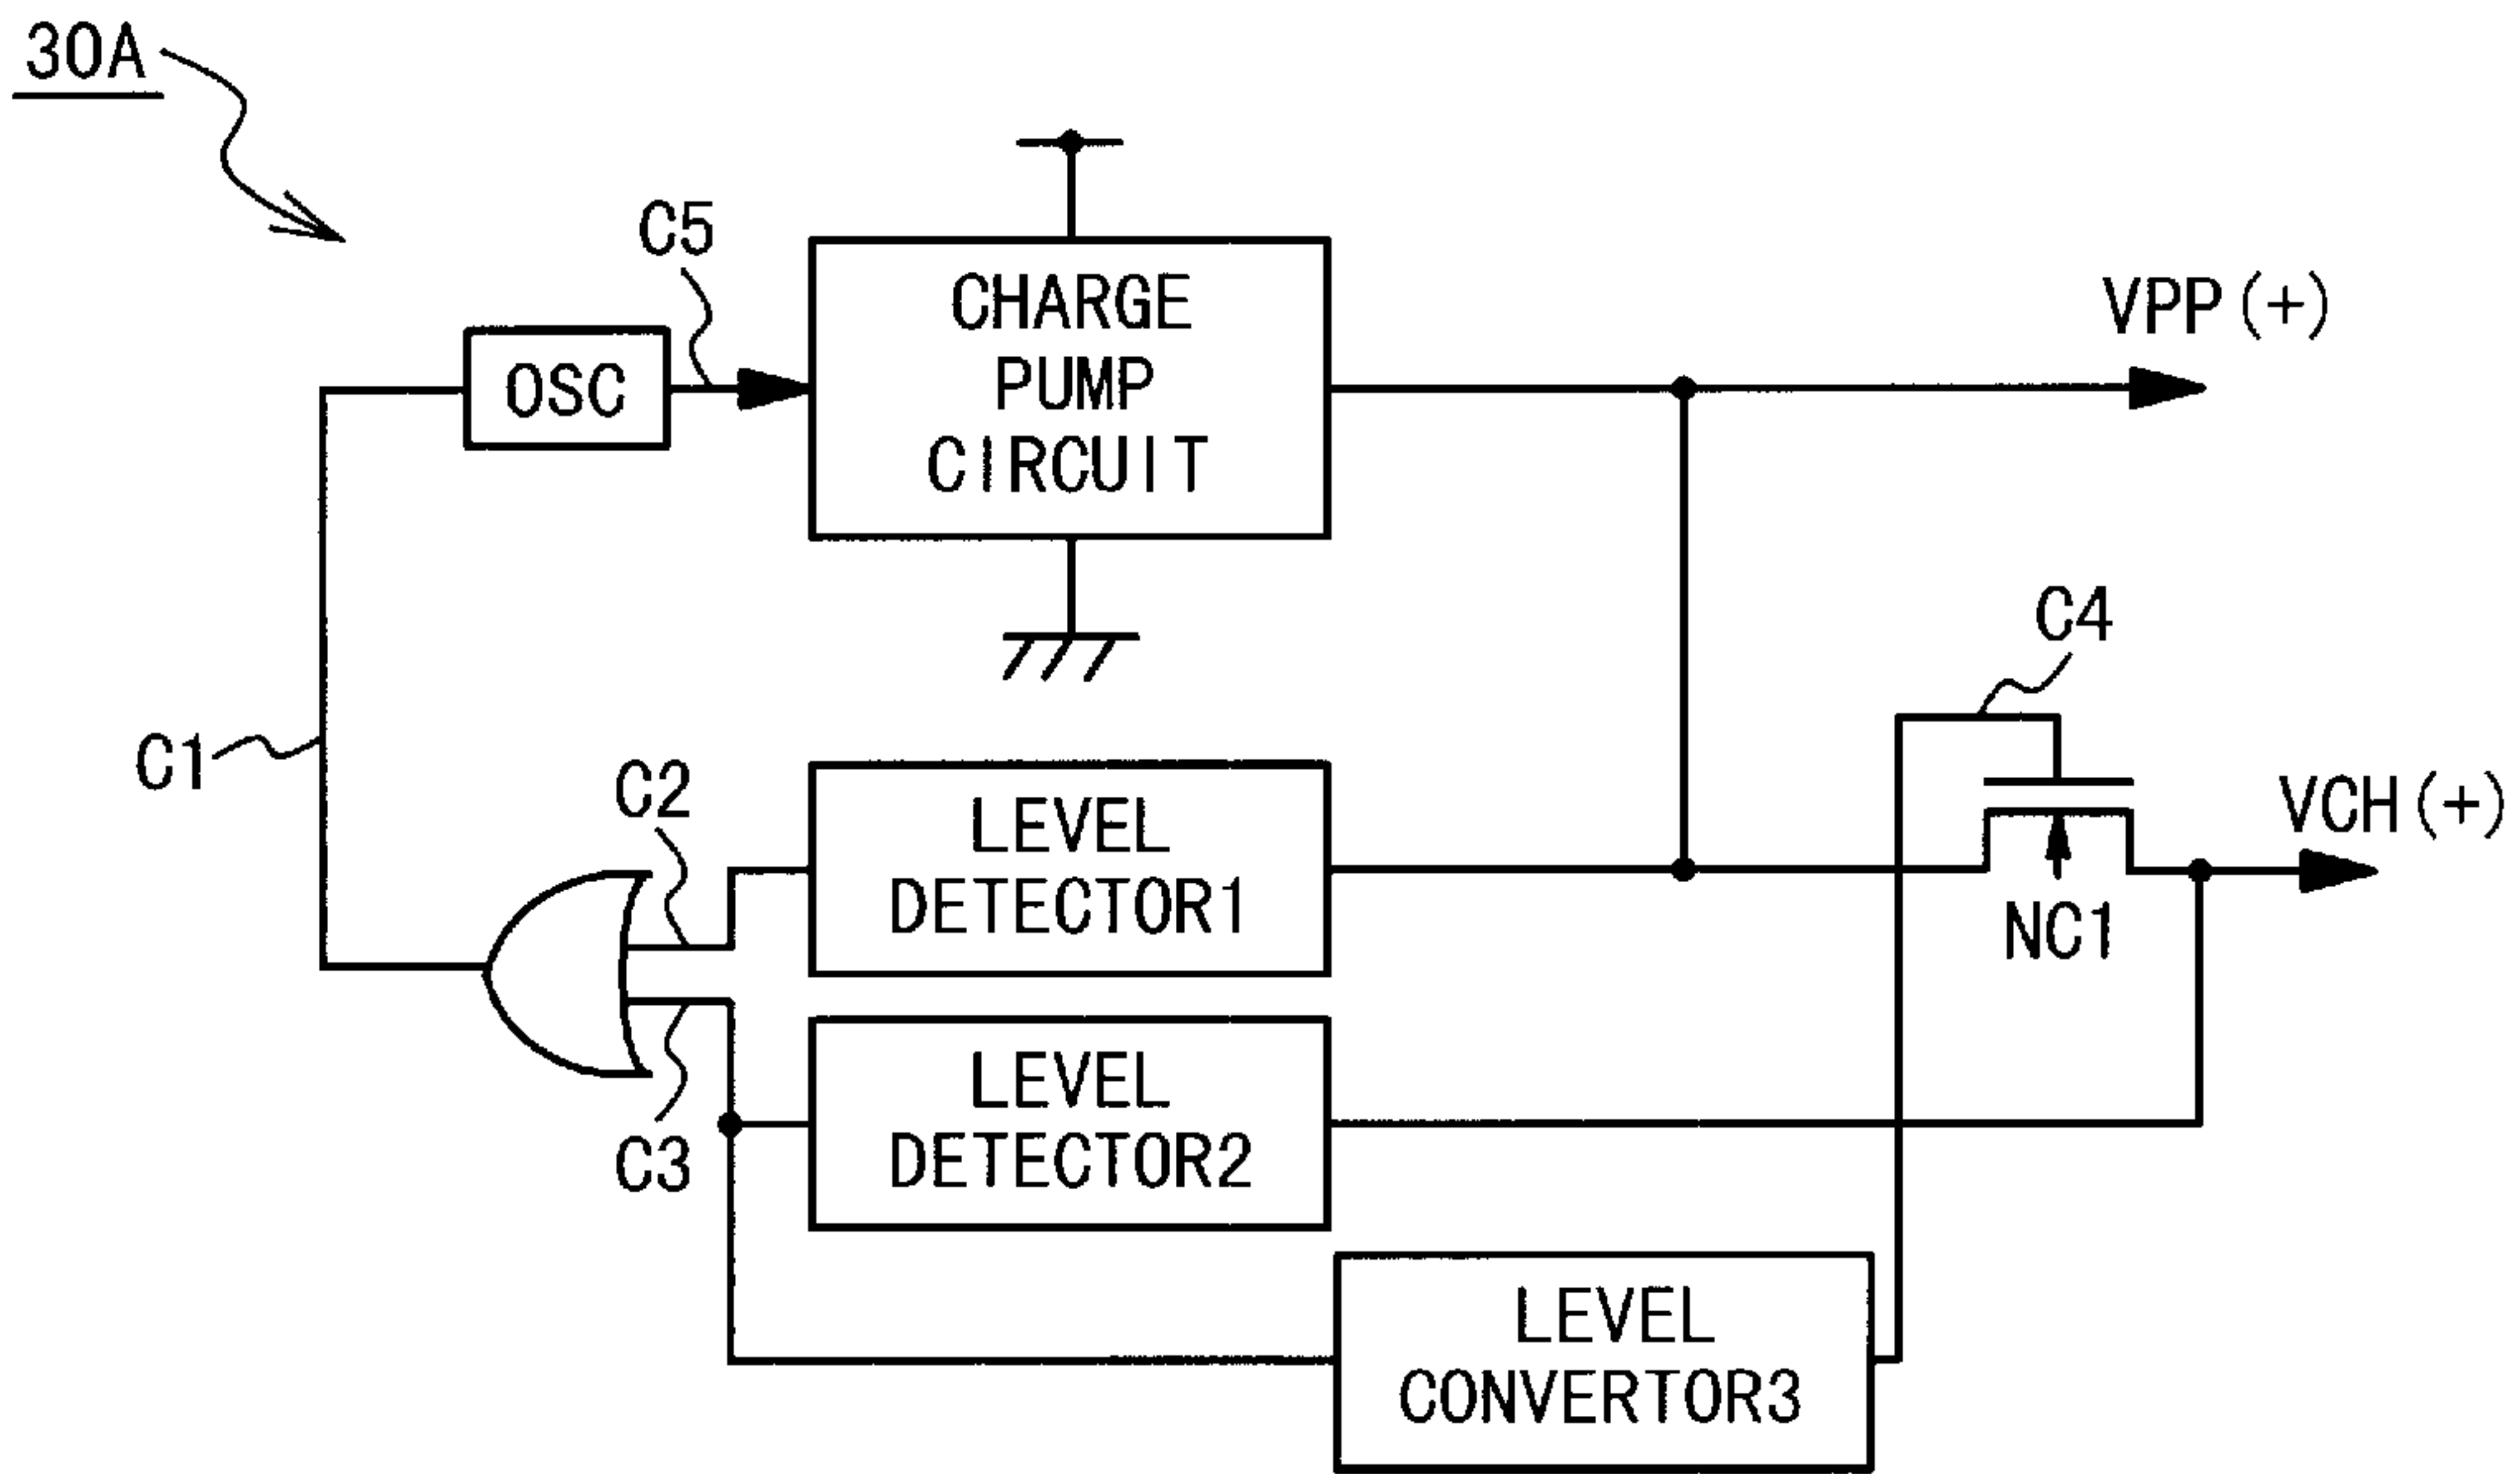 30A
C5
CHARGE
PUMP
CIRCUIT
OSC
VPP(+)
C4
C1
C2
LEVEL
DETECTOR1
VCH(+)
NC1
LEVEL
DETECTOR2
C3
LEVEL
CONVERTOR3